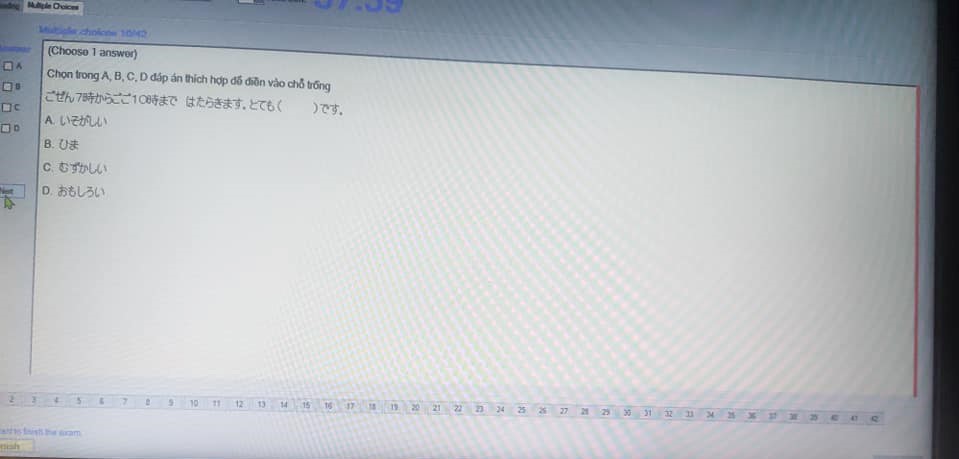 Multiple Choices
37:39
Multiple choices 10/42
Answer
(Choose 1 answer)
A
Chọn trong A, B, C, D đáp án thích hợp để điền vào chỗ trống
B
ごぜん7時からごご10時まで はたらきます。とても( )です。
C
A. いそがしい
D
B. ひま
C. むずかしい
Next
D. おもしろい
2 3 4 5 6 7 8 9 10 11 12 13 14 15 16 17 18 19 20 21 22 23 24 25 26 27 28 29 30 31 32 33 34 35 36 37 38 39 40 41 42
to finish the exam